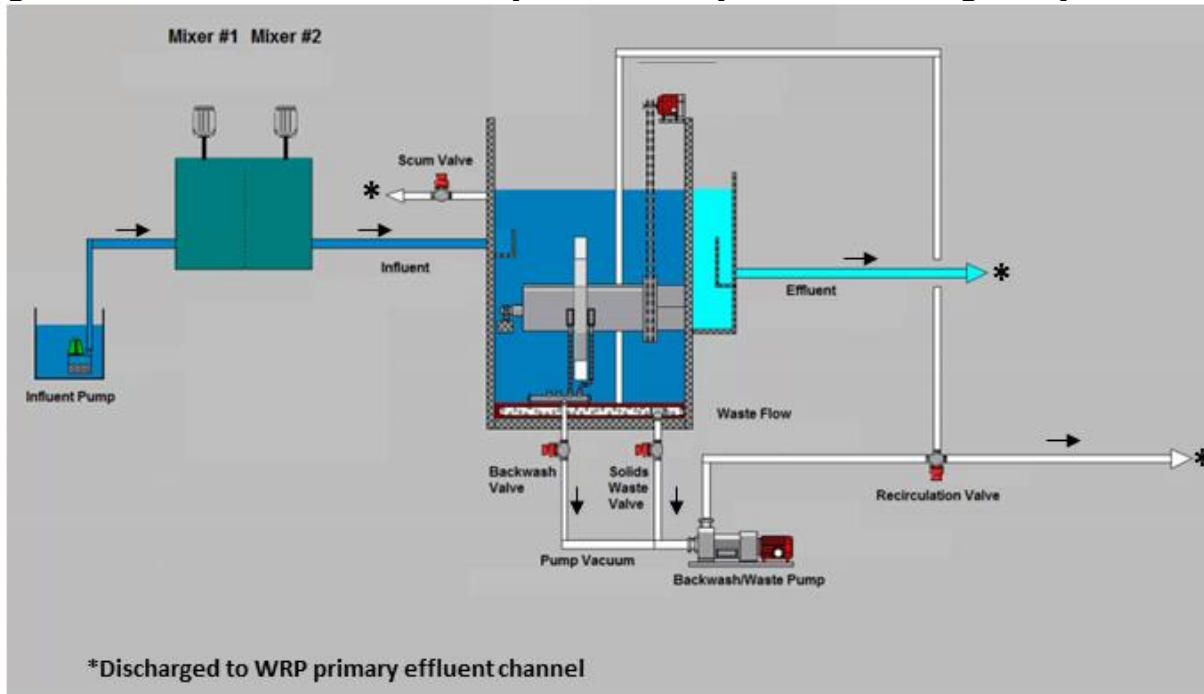 Mixer #1 Mixer #2
Scum Valve
*
Influent
Effluent
*
Influent Pump
Waste Flow
Backwash
Valve
Solids
Waste
Valve
*
Recirculation Valve
Pump Vacuum
Backwash/Waste Pump
*Discharged to WRP primary effluent channel